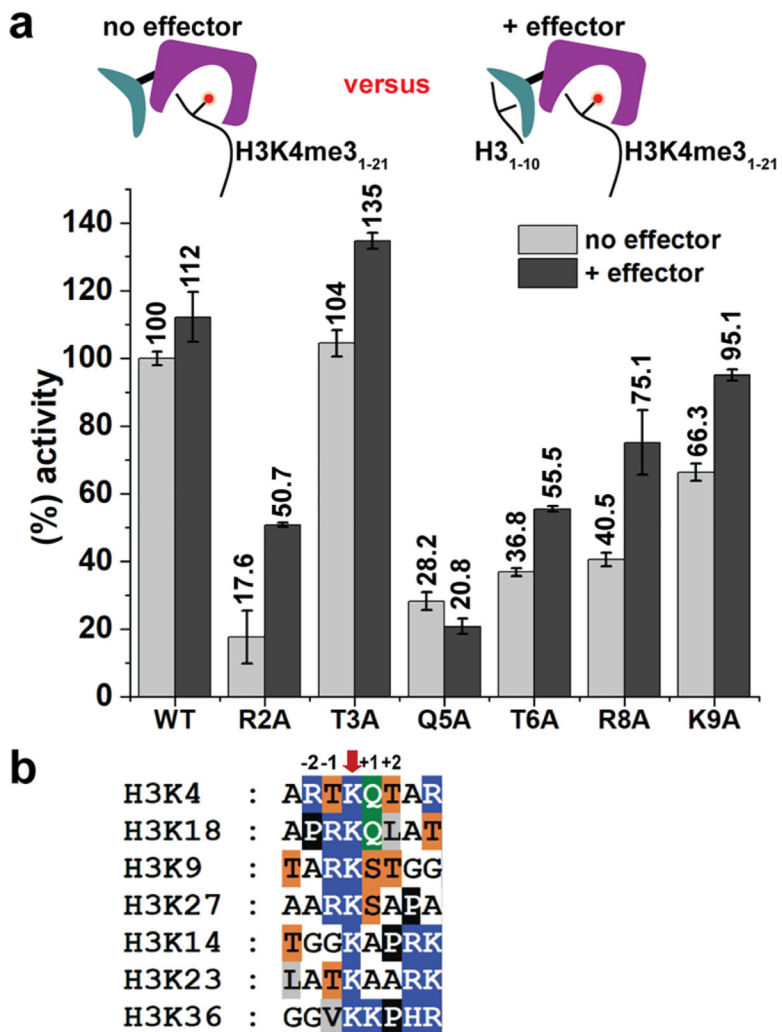 a
no effector
+ effector
versus
H3K4me3₁₋₂₁
H3₁₋₁₀
H3K4me3₁₋₂₁
no effector
+ effector
(%) activity
140
120
100
80
60
40
20
0
100
112
17.6
50.7
104
135
28.2
20.8
36.8
55.5
40.5
75.1
66.3
95.1
WT R2A T3A Q5A T6A R8A K9A
b
-2 -1 +1 +2
H3K4 : ARTKQTAR
H3K18 : APRKQLAT
H3K9 : TARKSTGG
H3K27 : AARKSAPA
H3K14 : TGGKAPRK
H3K23 : LATKAARK
H3K36 : GGVKKPHR